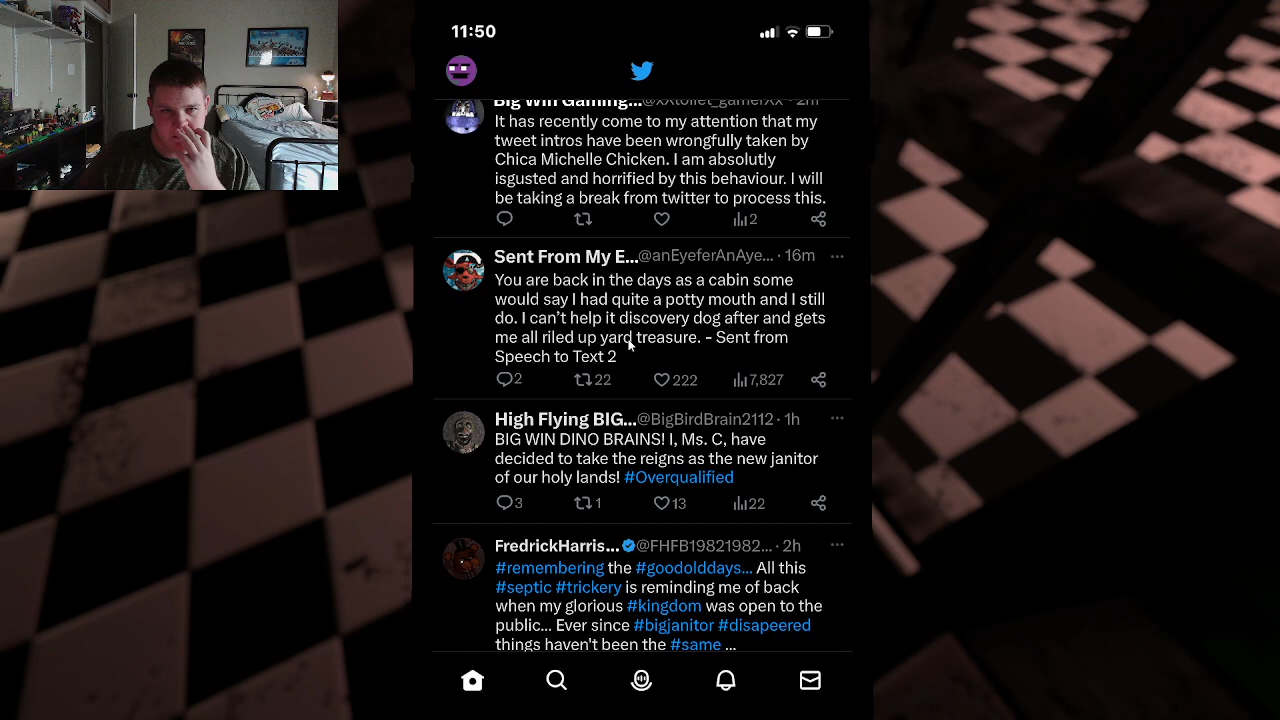 11:50
Big Win Gaming... @XXtoilet_gamerXx · 2m
It has recently come to my attention that my
tweet intros have been wrongfully taken by
Chica Michelle Chicken. I am absolutly
isgusted and horrified by this behaviour. I will
be taking a break from twitter to process this.
2
Sent From My E... @anEyeferAnAye... · 16m
You are back in the days as a cabin some
would say I had quite a potty mouth and I still
do. I can't help it discovery dog after and gets
me all riled up yard treasure. - Sent from
Speech to Text 2
2 22 222 7,827
High Flying BIG... @BigBirdBrain2112 · 1h
BIG WIN DINO BRAINS! I, Ms. C, have
decided to take the reigns as the new janitor
of our holy lands! #Overqualified
3 1 13 22
FredrickHarris... @FHFB19821982... · 2h
#remembering the #goodolddays... All this
#septic #trickery is reminding me of back
when my glorious #kingdom was open to the
public... Ever since #bigjanitor #disapeered
things haven't been the #same ...